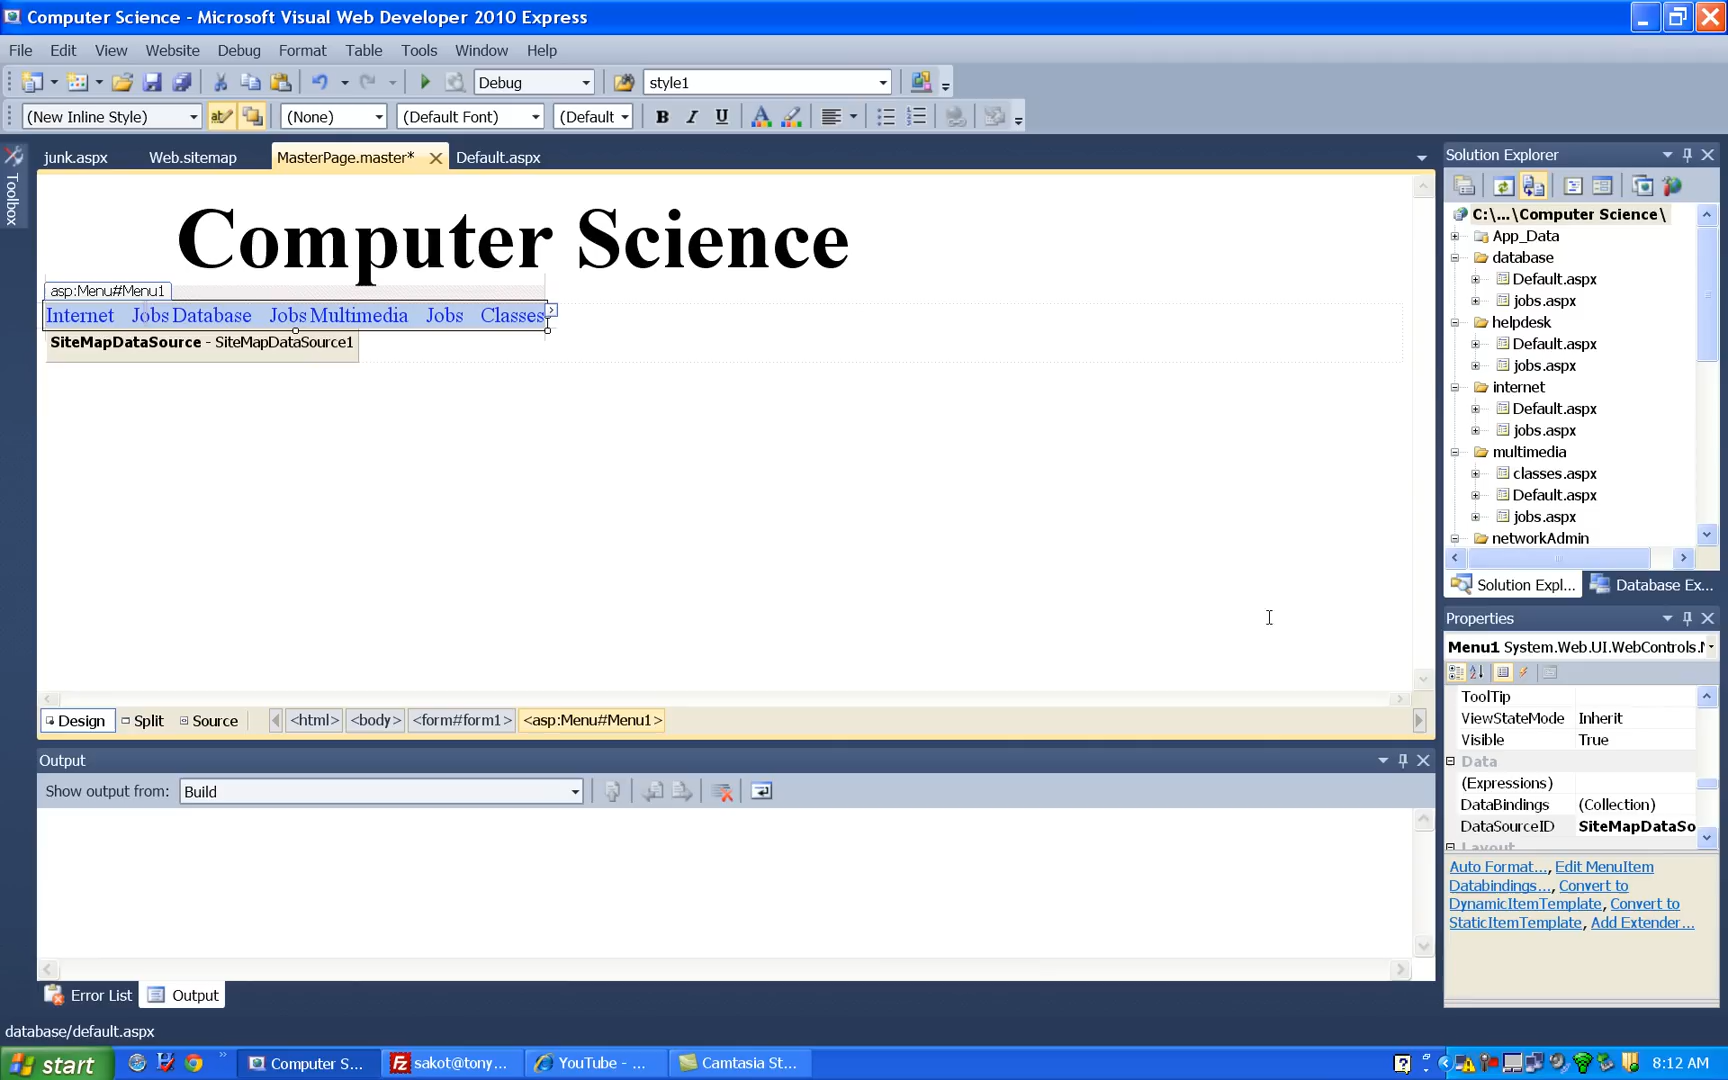 Computer Science - Microsoft Visual Web Developer 2010 Express
File Edit View Website Debug Format Table Tools Window Help
Debug style1
(New Inline Style) (None) (Default Font) (Default B I U
junk.aspx Web.sitemap MasterPage.master* Default.aspx
Toolbox
Computer Science
asp:Menu#Menu1
Internet Jobs Database Jobs Multimedia Jobs Classes
SiteMapDataSource - SiteMapDataSource1
Design Split Source <html> <body> <form#form1> <asp:Menu#Menu1>
Output
Show output from: Build
Error List Output
database/default.aspx
Solution Explorer
C:\...\Computer Science\
App_Data
database
Default.aspx
jobs.aspx
helpdesk
Default.aspx
jobs.aspx
internet
Default.aspx
jobs.aspx
multimedia
classes.aspx
Default.aspx
jobs.aspx
networkAdmin
Solution Expl... Database Ex...
Properties
Menu1 System.Web.UI.WebControls.M
ToolTip
ViewStateMode Inherit
Visible True
Data
(Expressions)
DataBindings (Collection)
DataSourceID SiteMapDataSo
Layout
Auto Format..., Edit MenuItem
Databindings..., Convert to
DynamicItemTemplate, Convert to
StaticItemTemplate, Add Extender...
start Computer S... sakot@tony... YouTube - ... Camtasia St... 8:12 AM